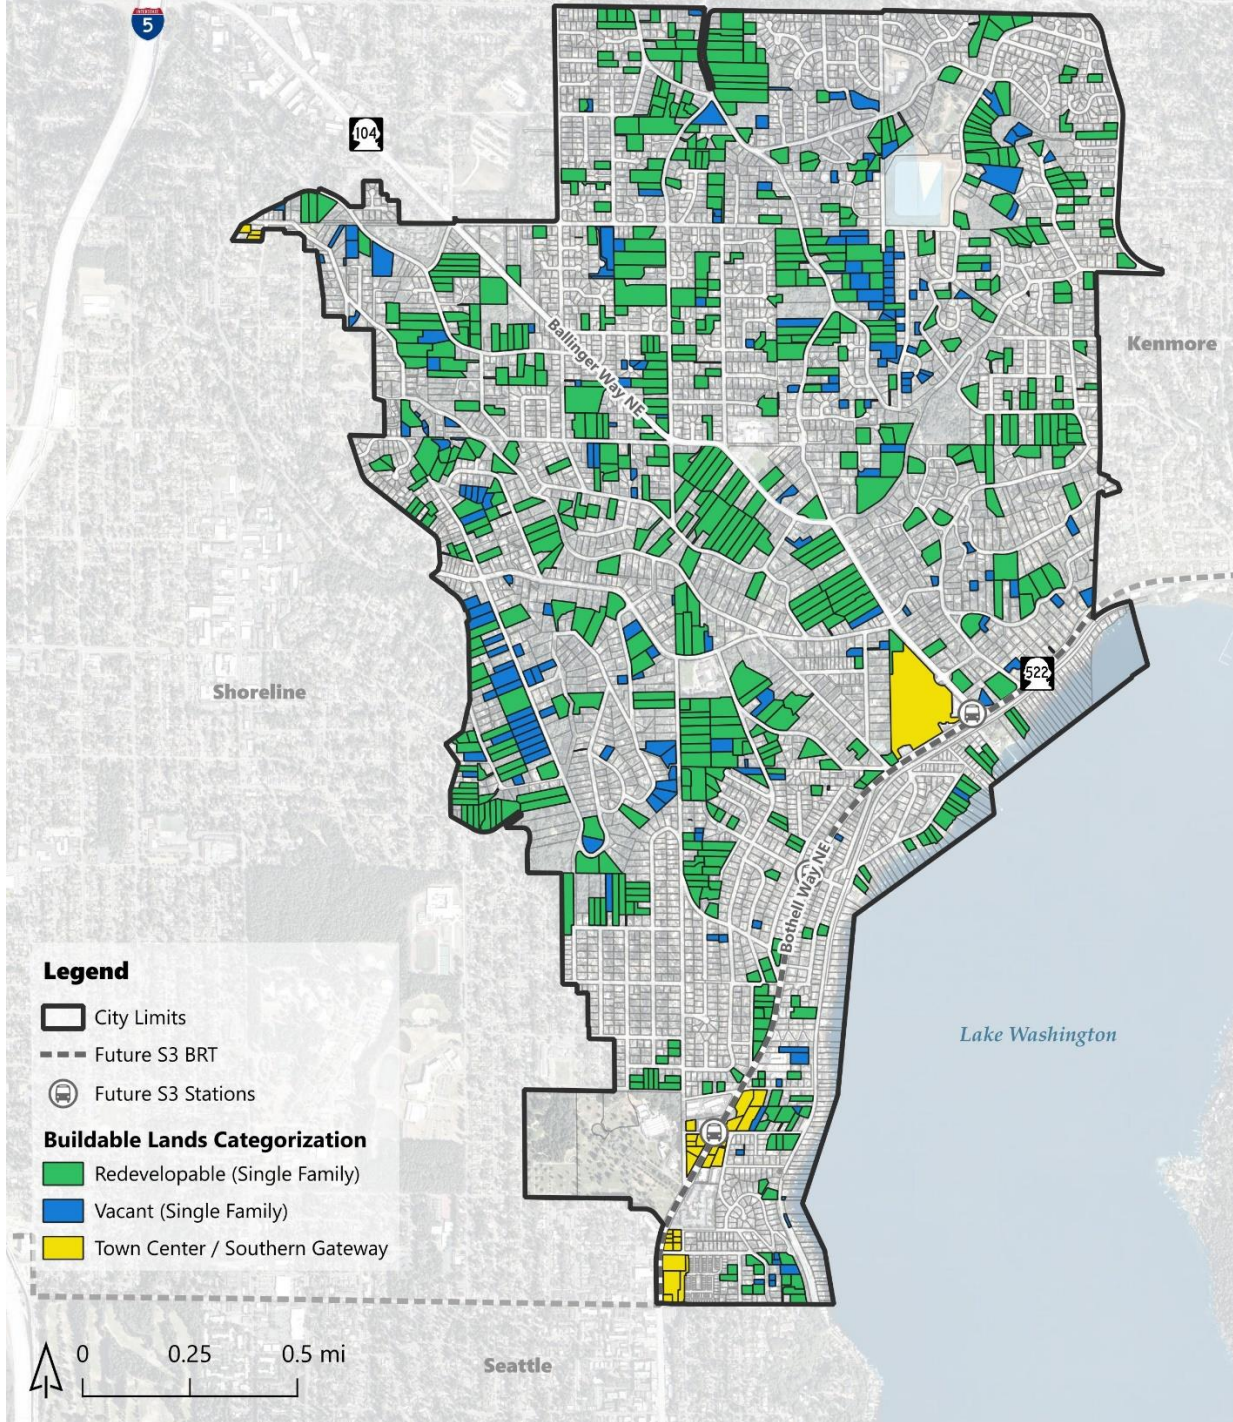 INTERSTATE
5
104
Ballinger Way NE
Kenmore
Shoreline
522
Bothell Way NE
Lake Washington
Legend
City Limits
Future S3 BRT
Future S3 Stations
Buildable Lands Categorization
Redevelopable (Single Family)
Vacant (Single Family)
Town Center / Southern Gateway
0 0.25 0.5 mi
Seattle